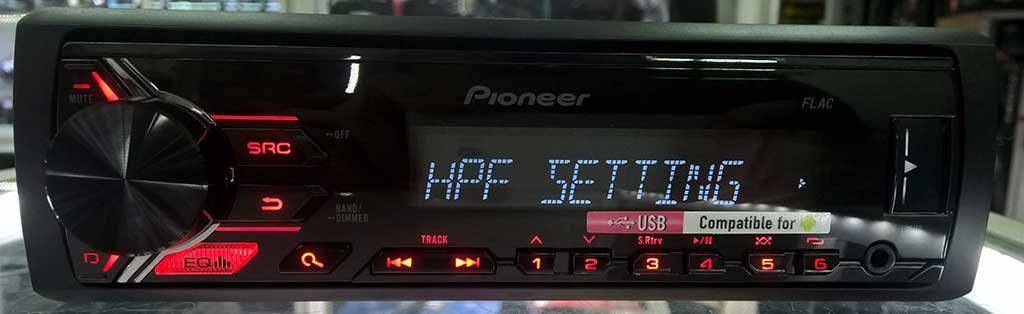 Pioneer
FLAC
MUTE
OFF
SRC
HPF SETTING
BAND/
DIMMER
USB Compatible for
TRACK
S.Rtrv
EQ
1 2 3 4 5 6